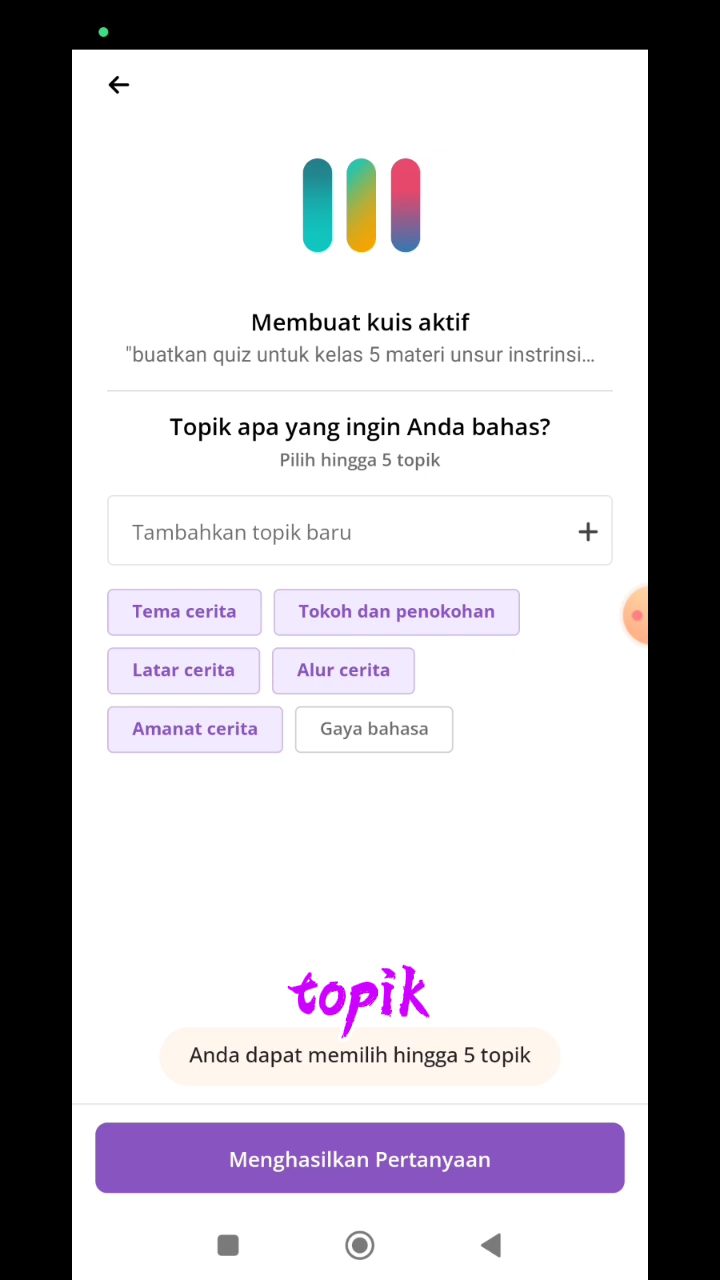 Membuat kuis aktif
"buatkan quiz untuk kelas 5 materi unsur instrinsi...
Topik apa yang ingin Anda bahas?
Pilih hingga 5 topik
Tambahkan topik baru
Tema cerita
Tokoh dan penokohan
Latar cerita
Alur cerita
Amanat cerita
Gaya bahasa
topik
Anda dapat memilih hingga 5 topik
Menghasilkan Pertanyaan